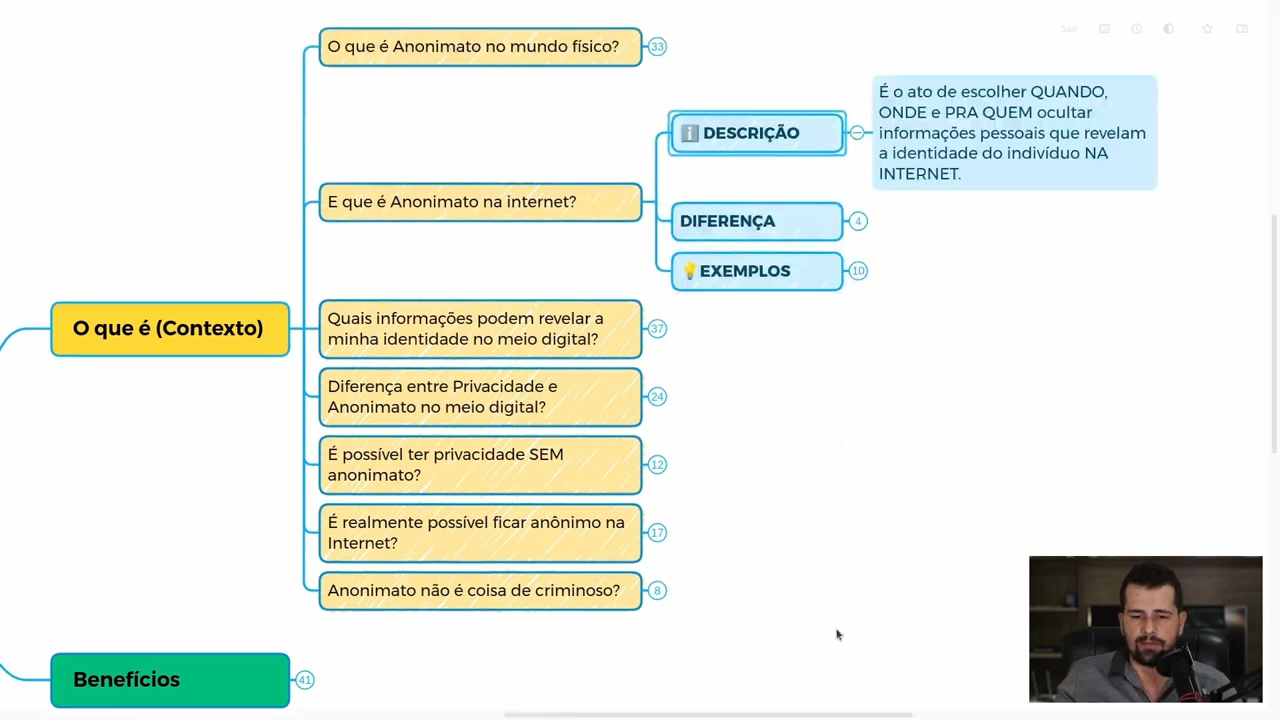 Sair
O que é Anonimato no mundo físico?
33
ℹ️ DESCRIÇÃO
É o ato de escolher QUANDO,
ONDE e PRA QUEM ocultar
informações pessoais que revelam
a identidade do indivíduo NA
INTERNET.
E que é Anonimato na internet?
DIFERENÇA
4
💡EXEMPLOS
10
O que é (Contexto)
Quais informações podem revelar a
minha identidade no meio digital?
37
Diferença entre Privacidade e
Anonimato no meio digital?
24
É possível ter privacidade SEM
anonimato?
12
É realmente possível ficar anônimo na
Internet?
17
Anonimato não é coisa de criminoso?
8
Benefícios
41